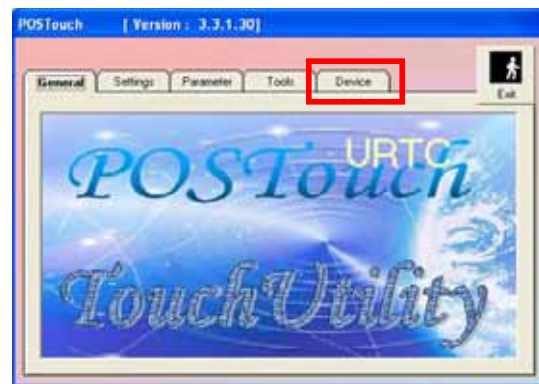 POSTouch [ Version : 3.3.1.30]
General Settings Parameter Tools Device
Exit
URTC
POSTouch
TouchUtility